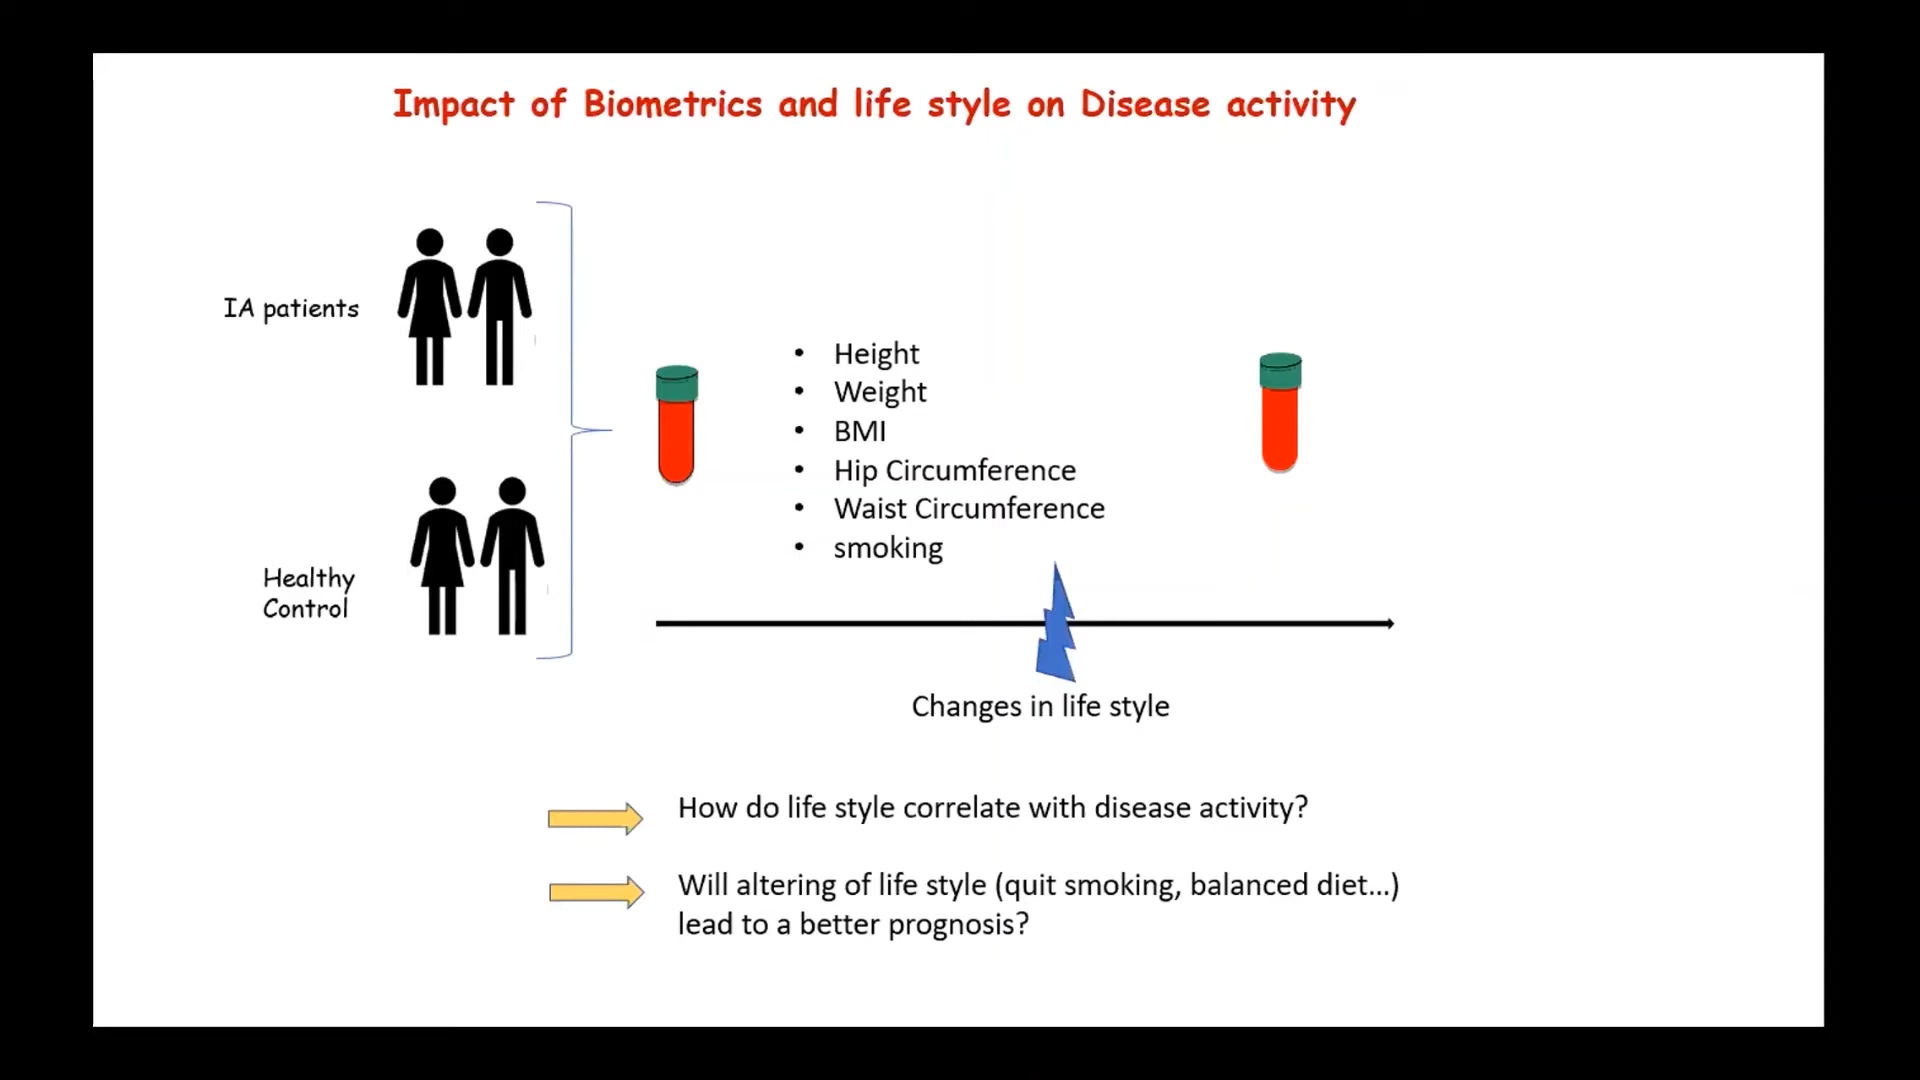 Impact of Biometrics and life style on Disease activity
IA patients
Healthy
Control
• Height
• Weight
• BMI
• Hip Circumference
• Waist Circumference
• smoking
Changes in life style
How do life style correlate with disease activity?
Will altering of life style (quit smoking, balanced diet...)
lead to a better prognosis?